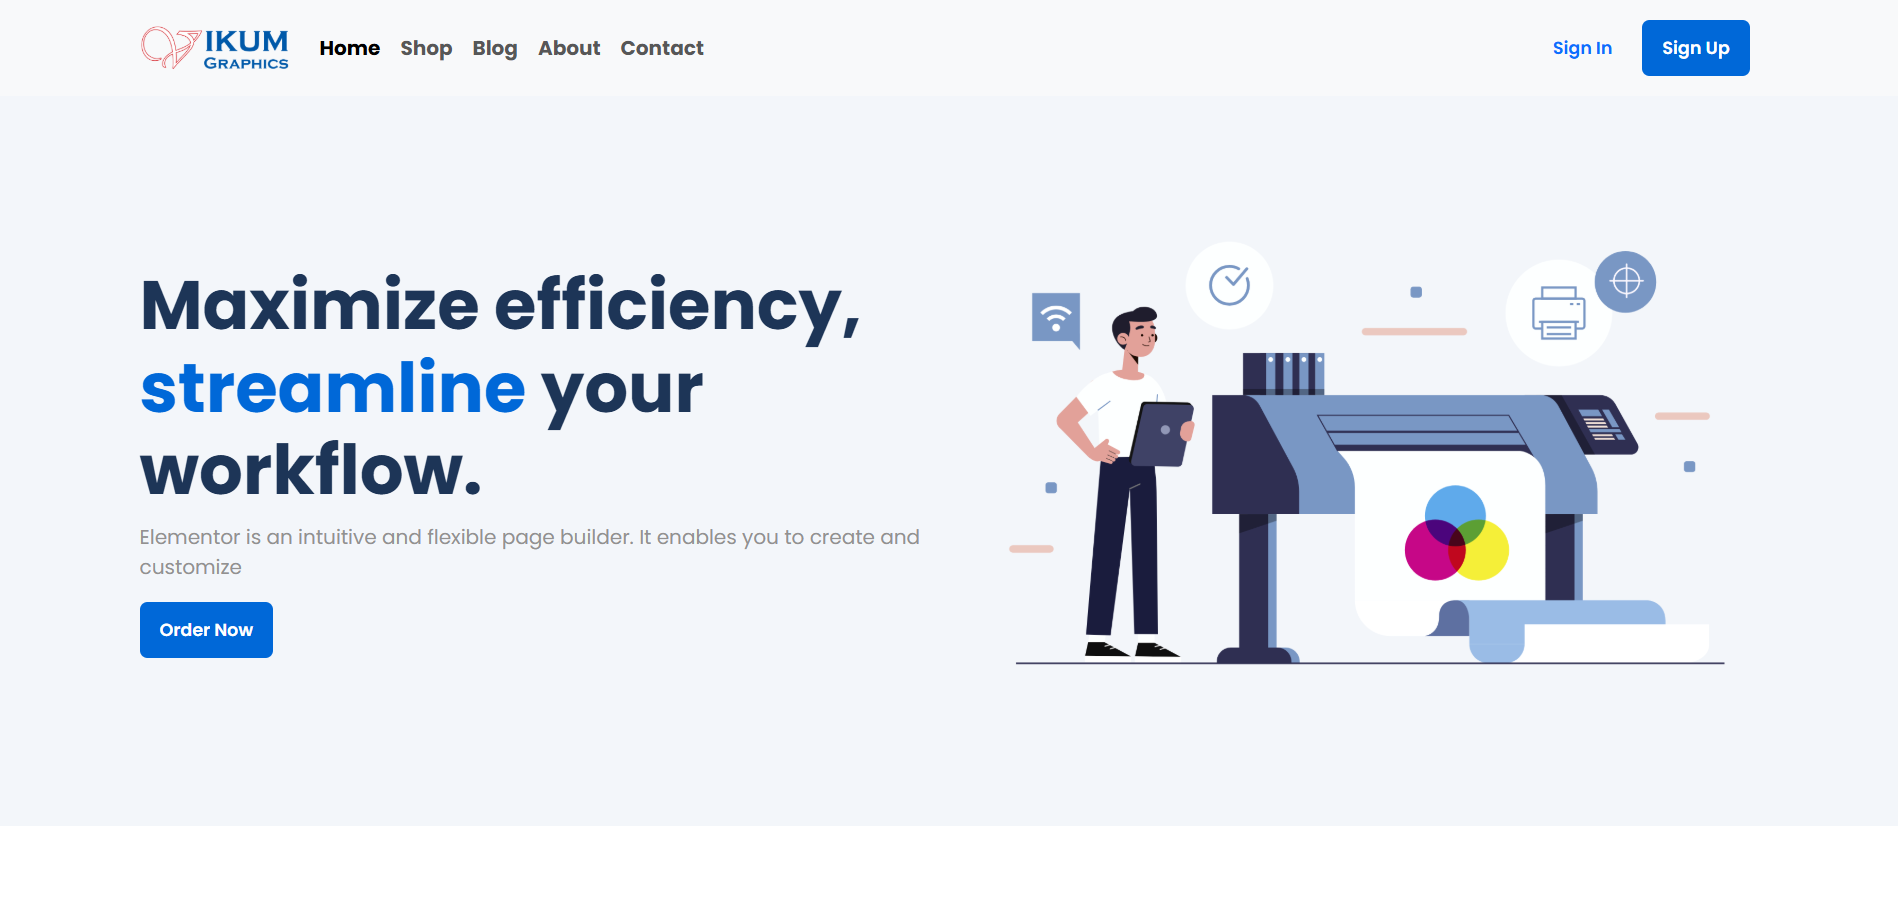 IKUM
GRAPHICS
Home Shop Blog About Contact
Sign In Sign Up
Maximize efficiency,
streamline your
workflow.
Elementor is an intuitive and flexible page builder. It enables you to create and
customize
Order Now